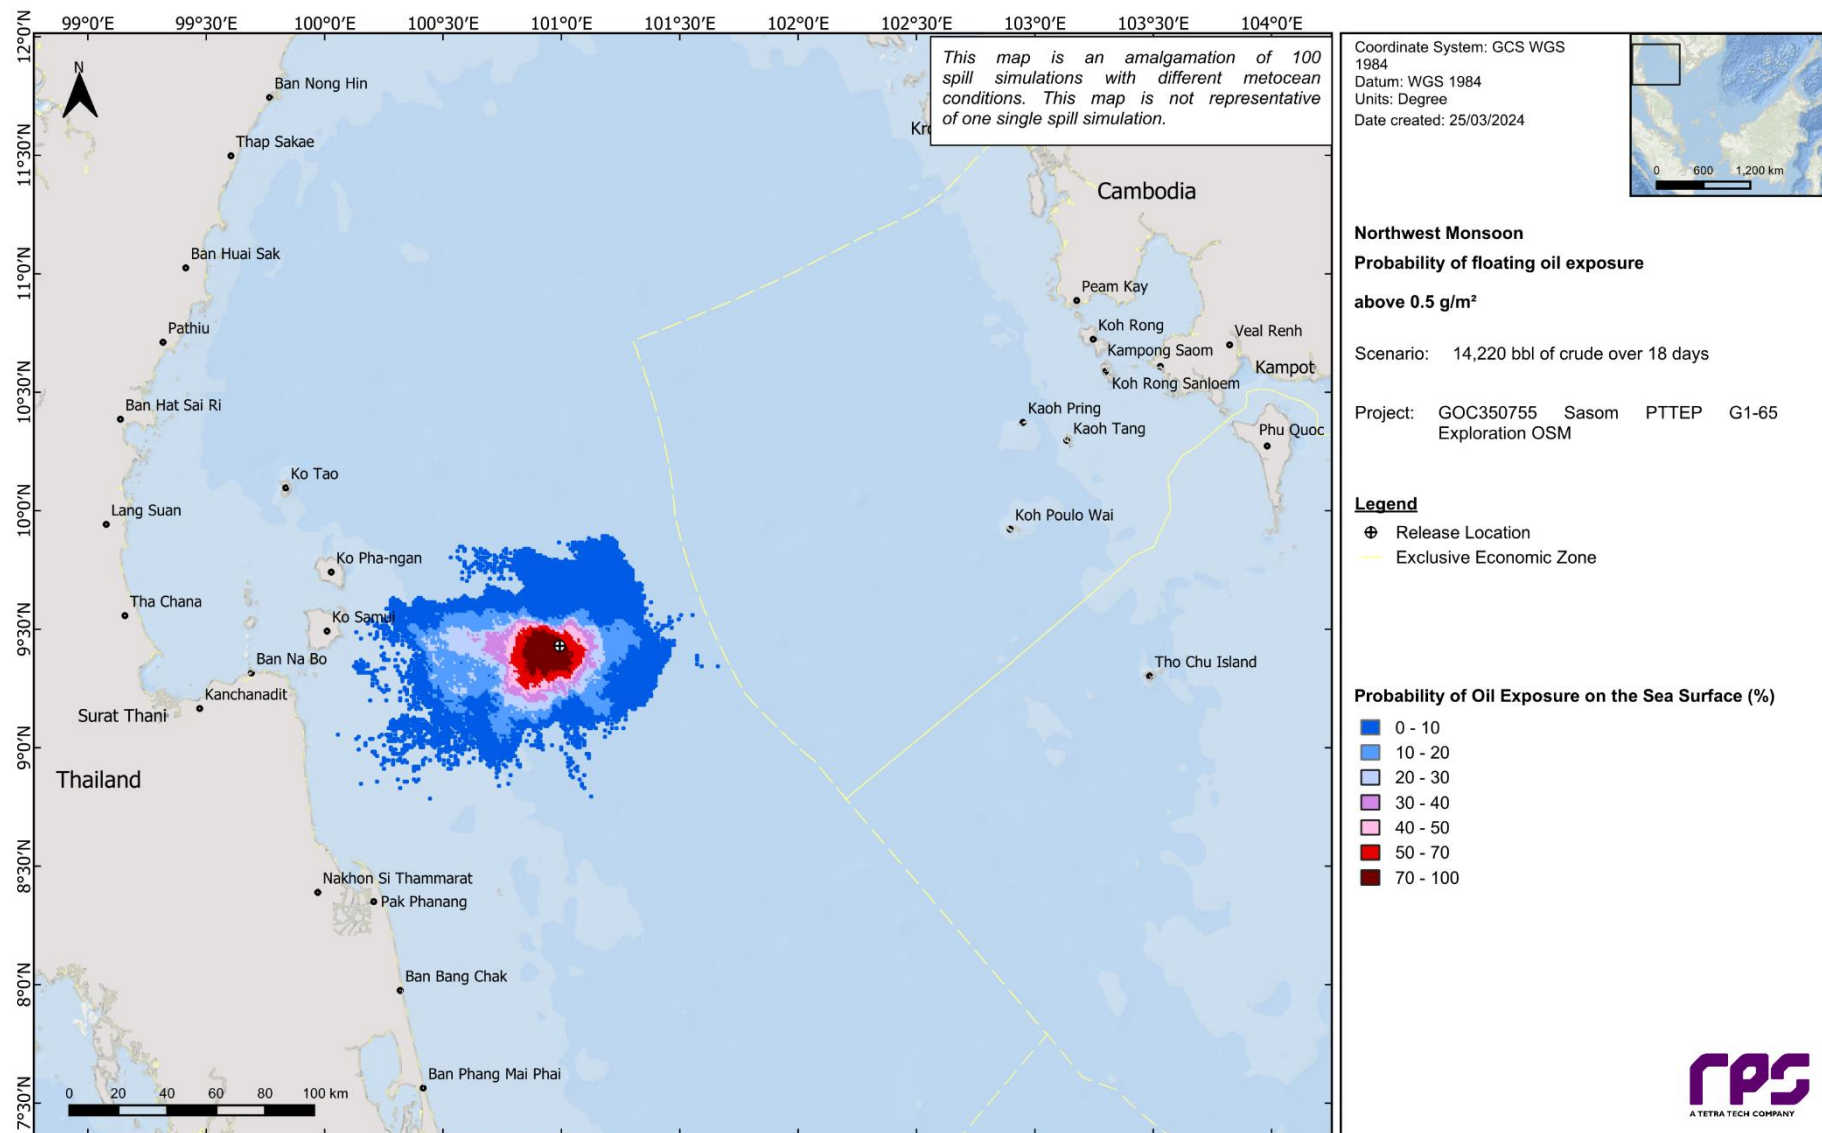 99°0'E 99°30'E 100°0'E 100°30'E 101°0'E 101°30'E 102°0'E 102°30'E 103°0'E 103°30'E 104°0'E
12°0'N
11°30'N
11°0'N
10°30'N
10°0'N
9°30'N
9°0'N
8°30'N
8°0'N
7°30'N
N
This map is an amalgamation of 100
spill simulations with different metocean
conditions. This map is not representative
of one single spill simulation.
Ban Nong Hin
Thap Sakae
Kro
Cambodia
Ban Huai Sak
Peam Kay
Pathiu
Koh Rong
Veal Renh
Kampong Saom
Kampot
Koh Rong Sanloem
Ban Hat Sai Ri
Kaoh Pring
Kaoh Tang
Phu Quoc
Ko Tao
Lang Suan
Koh Poulo Wai
Ko Pha-ngan
Tha Chana
Ko Samui
Ban Na Bo
Tho Chu Island
Kanchanadit
Surat Thani
Thailand
Nakhon Si Thammarat
Pak Phanang
Ban Bang Chak
Ban Phang Mai Phai
0 20 40 60 80 100 km
Coordinate System: GCS WGS
1984
Datum: WGS 1984
Units: Degree
Date created: 25/03/2024
0 600 1,200 km
Northwest Monsoon
Probability of floating oil exposure
above 0.5 g/m²
Scenario: 14,220 bbl of crude over 18 days
Project: GOC350755 Sasom PTTEP G1-65
Exploration OSM
Legend
Release Location
Exclusive Economic Zone
Probability of Oil Exposure on the Sea Surface (%)
0 - 10
10 - 20
20 - 30
30 - 40
40 - 50
50 - 70
70 - 100
rps
A TETRA TECH COMPANY